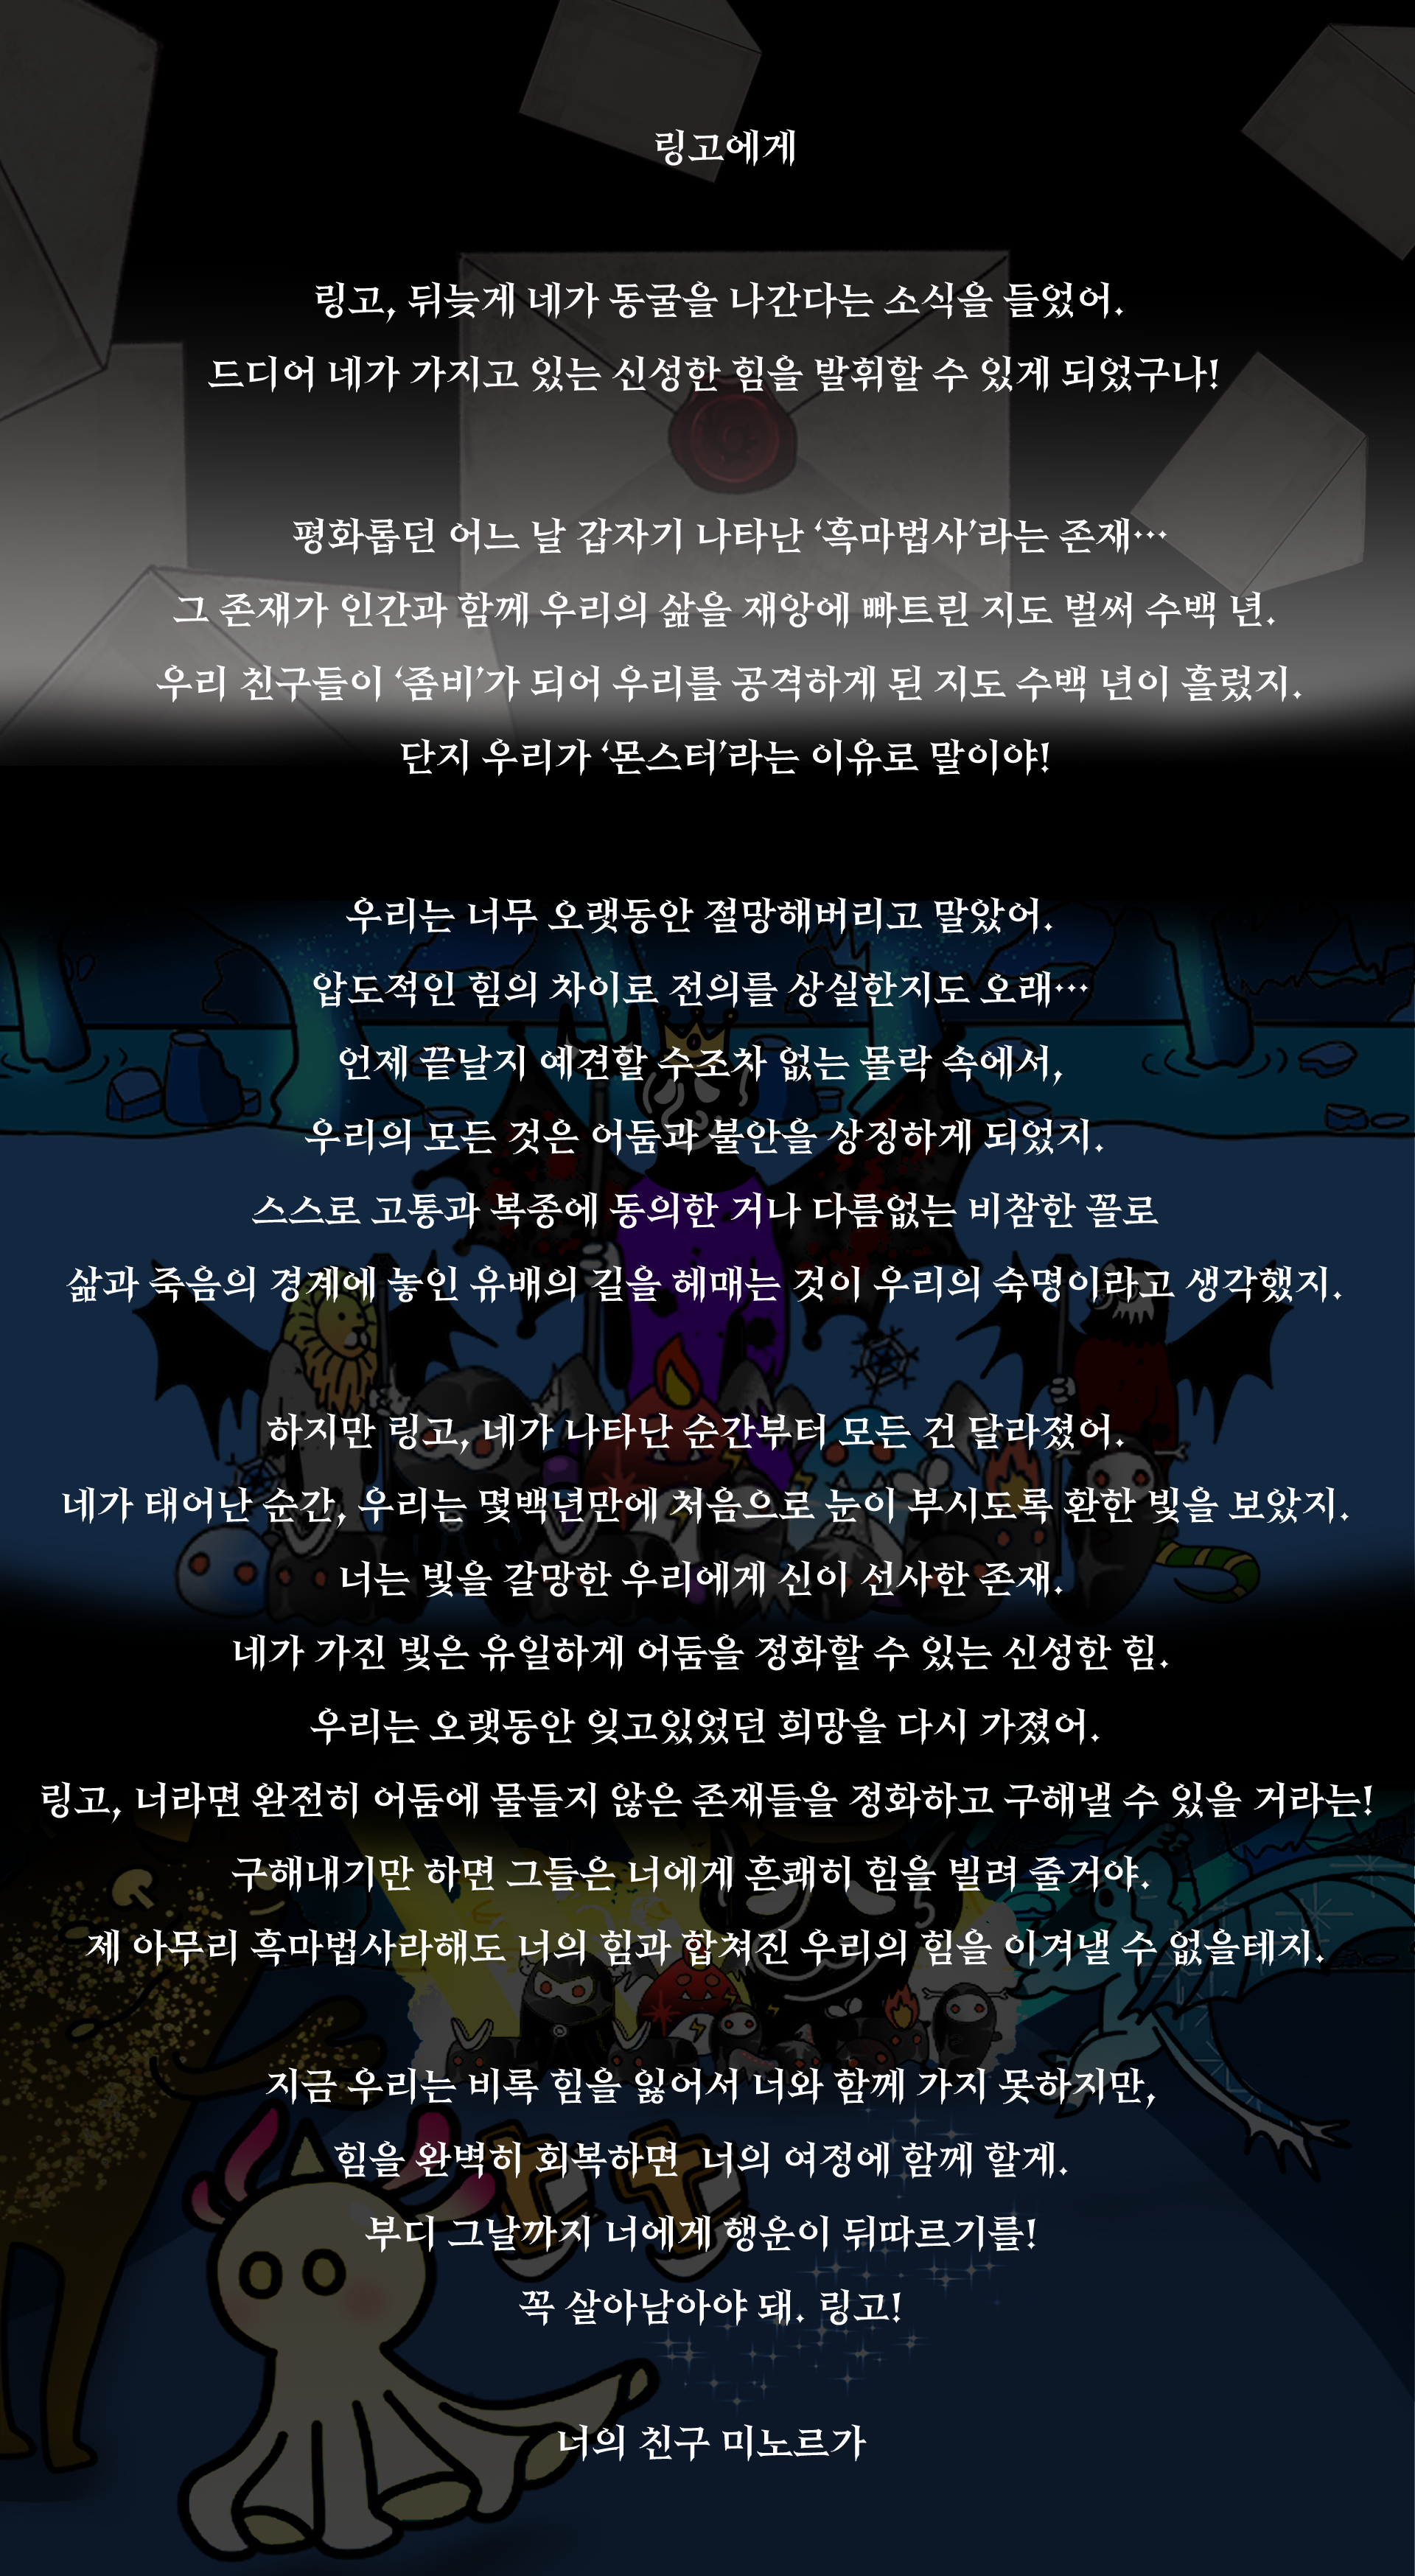 링고에게
링고, 뒤늦게 네가 동굴을 나간다는 소식을 들었어.
드디어 네가 가지고 있는 신성한 힘을 발휘할 수 있게 되었구나!
평화롭던 어느 날 갑자기 나타난 ‘흑마법사’라는 존재…
그 존재가 인간과 함께 우리의 삶을 재앙에 빠트린 지도 벌써 수백 년.
우리 친구들이 ‘좀비’가 되어 우리를 공격하게 된 지도 수백 년이 흘렀지.
단지 우리가 ‘몬스터’라는 이유로 말이야!
우리는 너무 오랫동안 절망해버리고 말았어.
압도적인 힘의 차이로 전의를 상실한지도 오래…
언제 끝날지 예견할 수조차 없는 몰락 속에서,
우리의 모든 것은 어둠과 불안을 상징하게 되었지.
스스로 고통과 복종에 동의한 거나 다름없는 비참한 꼴로
삶과 죽음의 경계에 놓인 유배의 길을 헤매는 것이 우리의 숙명이라고 생각했지.
하지만 링고, 네가 나타난 순간부터 모든 건 달라졌어.
네가 태어난 순간, 우리는 몇백년만에 처음으로 눈이 부시도록 환한 빛을 보았지.
너는 빛을 갈망한 우리에게 신이 선사한 존재.
네가 가진 빛은 유일하게 어둠을 정화할 수 있는 신성한 힘.
우리는 오랫동안 잊고있었던 희망을 다시 가졌어.
링고, 너라면 완전히 어둠에 물들지 않은 존재들을 정화하고 구해낼 수 있을 거라는!
구해내기만 하면 그들은 너에게 흔쾌히 힘을 빌려 줄거야.
제 아무리 흑마법사라해도 너의 힘과 합쳐진 우리의 힘을 이겨낼 수 없을테지.
지금 우리는 비록 힘을 잃어서 너와 함께 가지 못하지만,
힘을 완벽히 회복하면 너의 여정에 함께 할게.
부디 그날까지 너에게 행운이 뒤따르기를!
꼭 살아남아야 돼. 링고!
너의 친구 미노르가